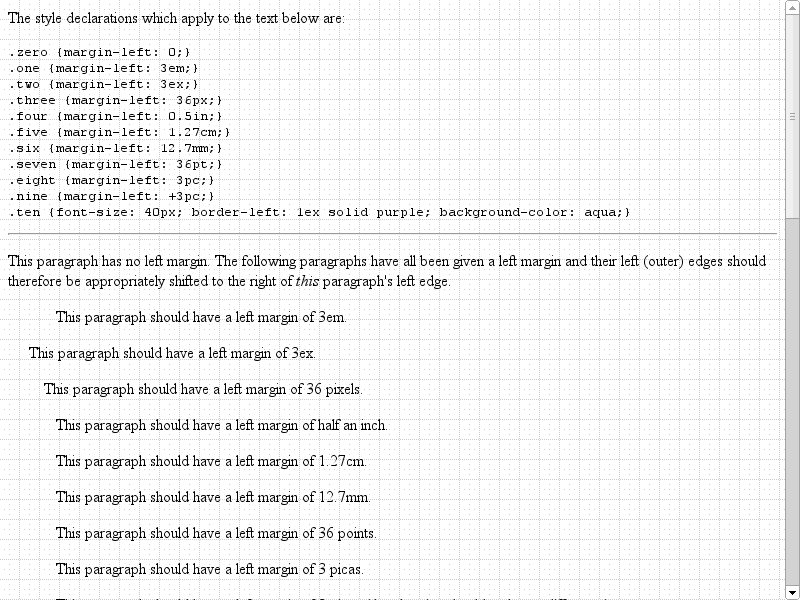 The style declarations which apply to the text below are:
.zero {margin-left: 0;}
.one {margin-left: 3em;}
.two {margin-left: 3ex;}
.three {margin-left: 36px;}
.four {margin-left: 0.5in;}
.five {margin-left: 1.27cm;}
.six {margin-left: 12.7mm;}
.seven {margin-left: 36pt;}
.eight {margin-left: 3pc;}
.nine {margin-left: +3pc;}
.ten {font-size: 40px; border-left: 1ex solid purple; background-color: aqua;}
This paragraph has no left margin. The following paragraphs have all been given a left margin and their left (outer) edges should
therefore be appropriately shifted to the right of this paragraph's left edge.
This paragraph should have a left margin of 3em.
This paragraph should have a left margin of 3ex.
This paragraph should have a left margin of 36 pixels.
This paragraph should have a left margin of half an inch.
This paragraph should have a left margin of 1.27cm.
This paragraph should have a left margin of 12.7mm.
This paragraph should have a left margin of 36 points.
This paragraph should have a left margin of 3 picas.